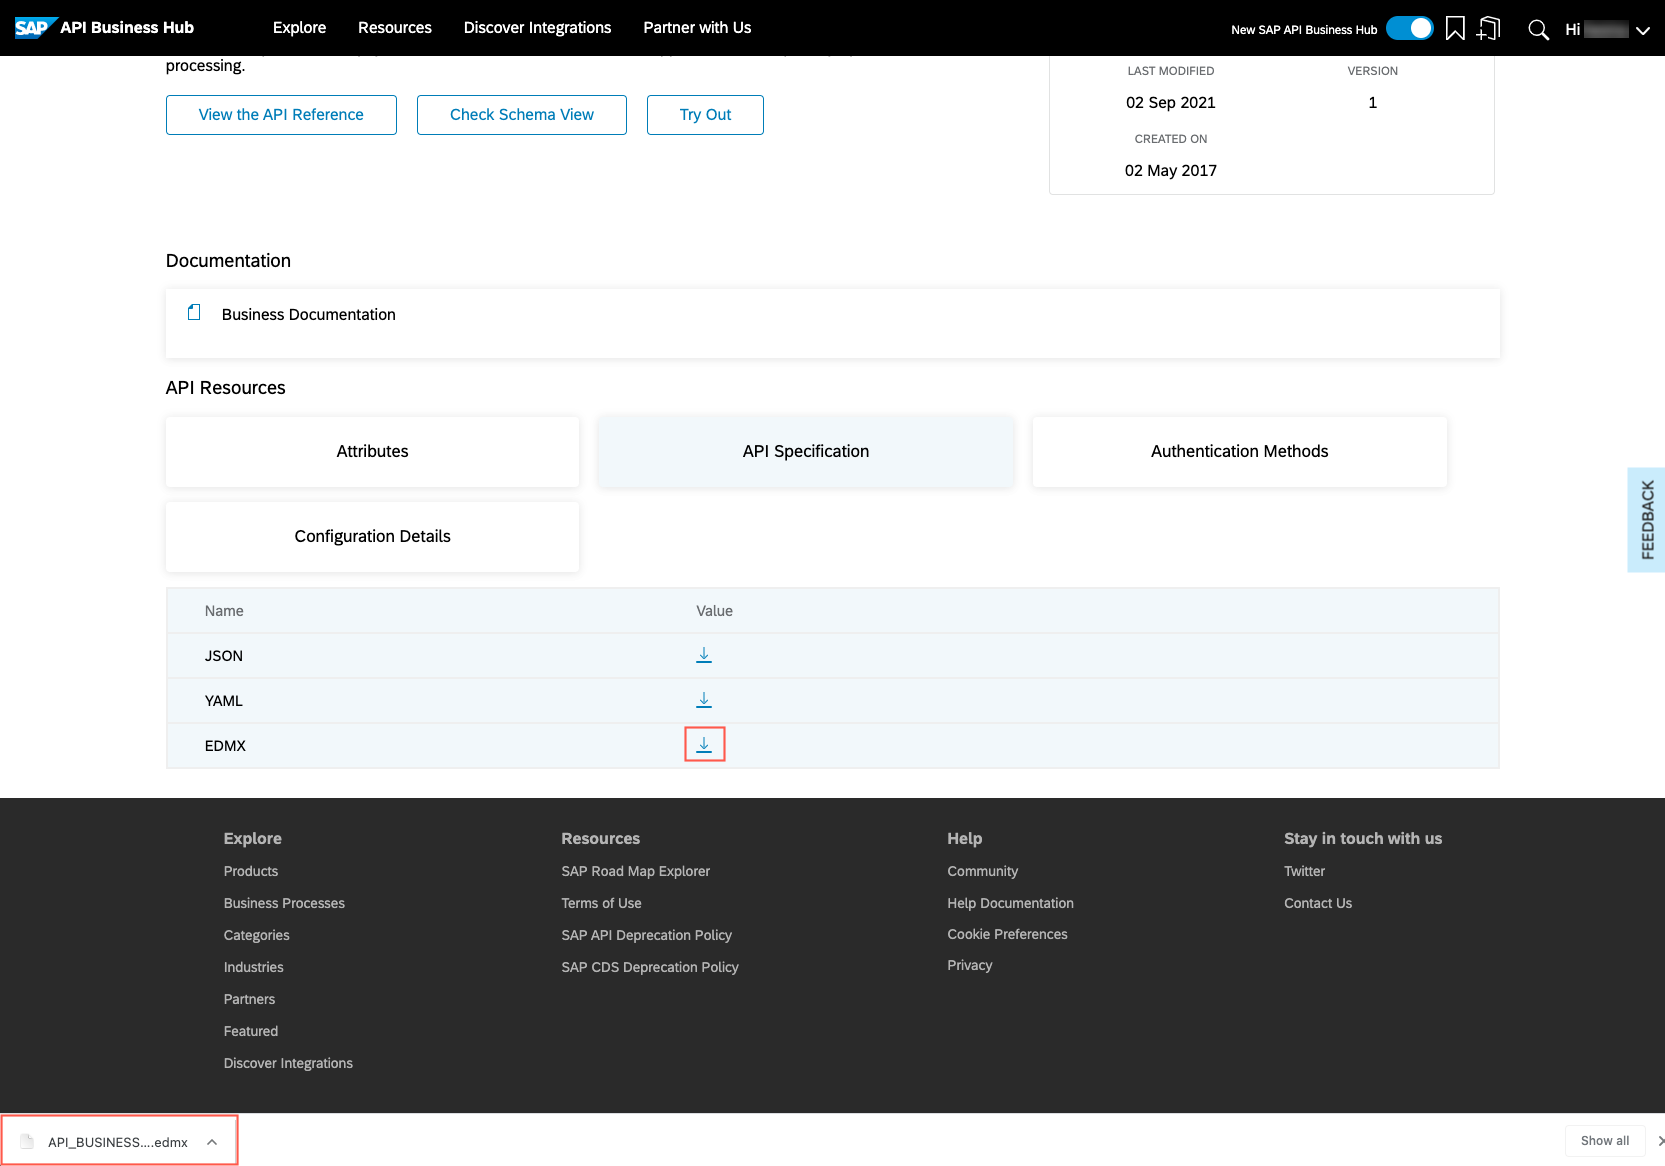 SAP API Business Hub Explore Resources Discover Integrations Partner with Us New SAP API Business Hub Hi
processing.
View the API Reference Check Schema View Try Out
LAST MODIFIED VERSION
02 Sep 2021 1
CREATED ON
02 May 2017
Documentation
Business Documentation
API Resources
Attributes API Specification Authentication Methods
Configuration Details
FEEDBACK
Name Value
JSON
YAML
EDMX
Explore Resources Help Stay in touch with us
Products SAP Road Map Explorer Community Twitter
Business Processes Terms of Use Help Documentation Contact Us
Categories SAP API Deprecation Policy Cookie Preferences
Industries SAP CDS Deprecation Policy Privacy
Partners
Featured
Discover Integrations
API_BUSINESS....edmx Show all